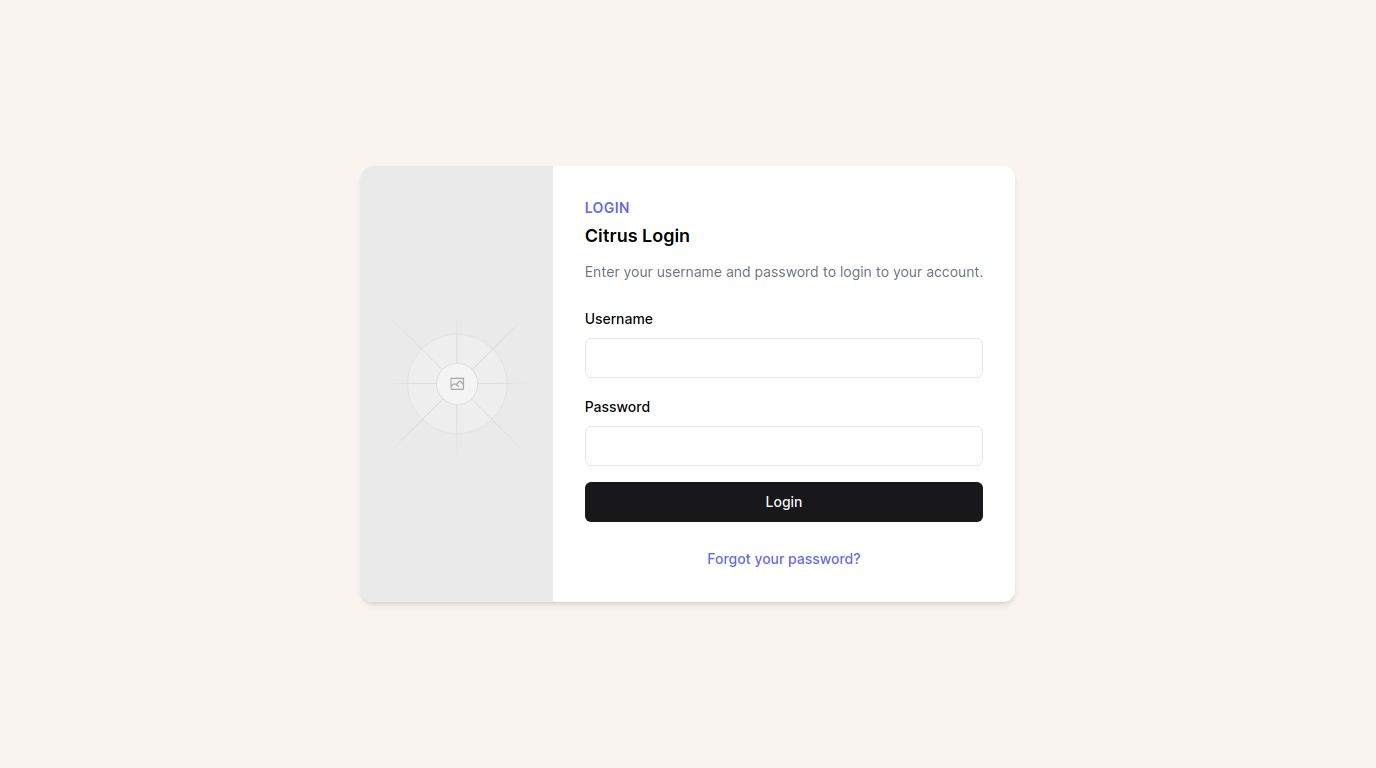 LOGIN
Citrus Login
Enter your username and password to login to your account.
Username
Password
Login
Forgot your password?